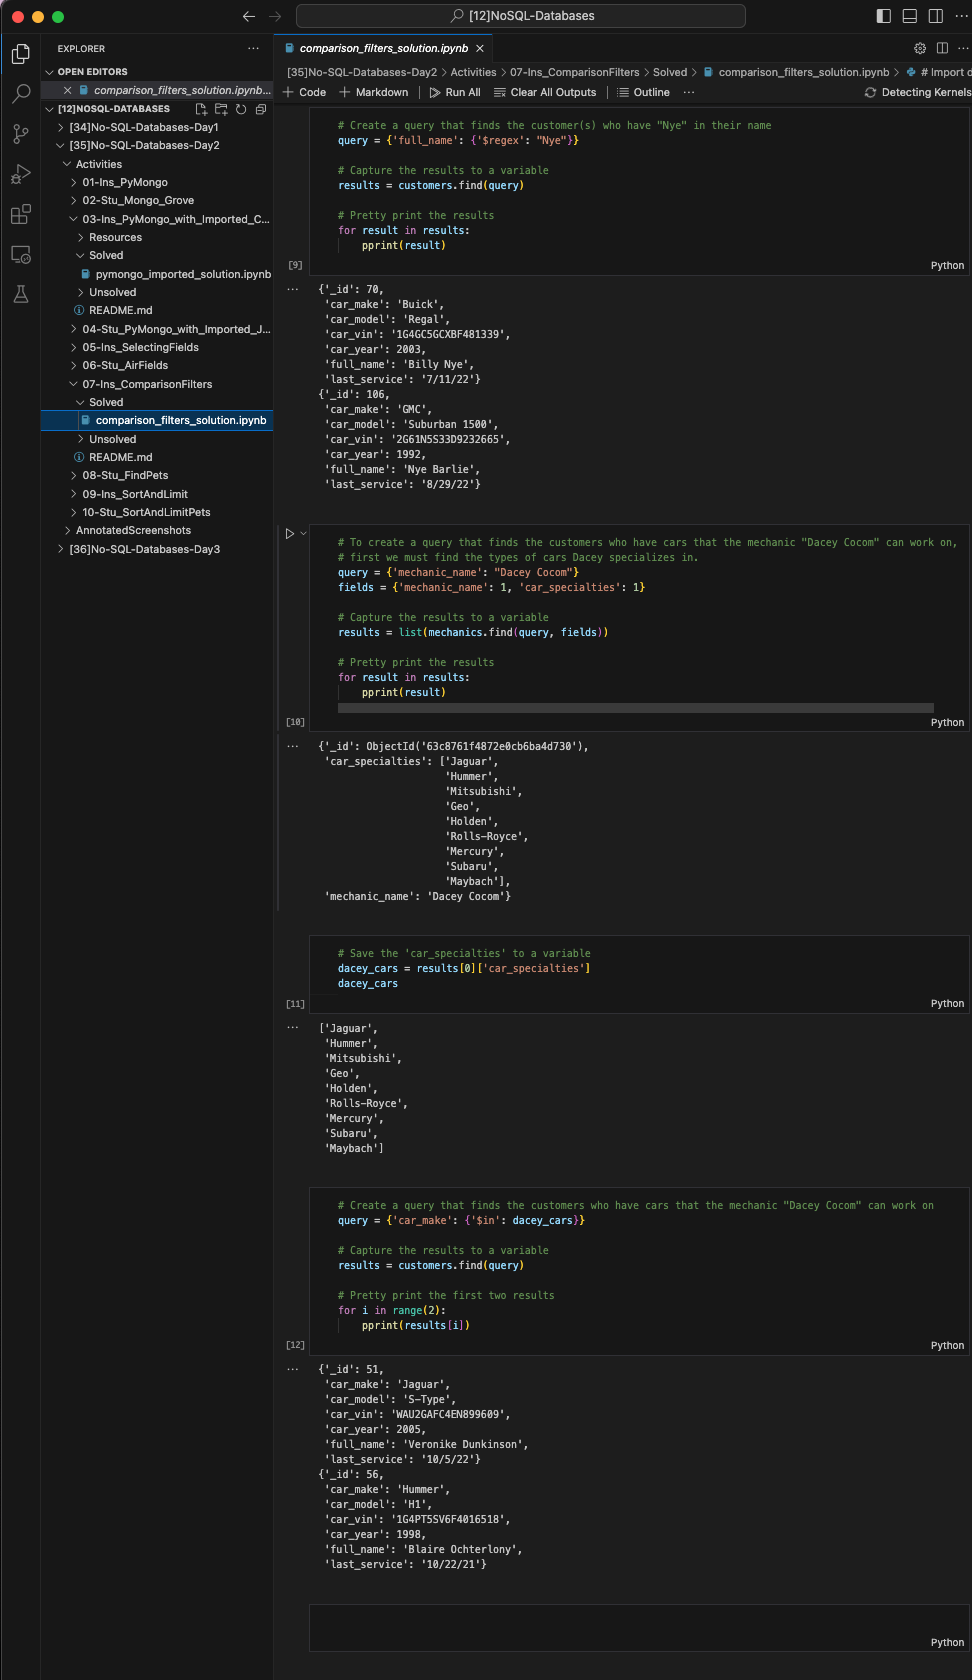 [12]NoSQL-Databases
EXPLORER
OPEN EDITORS
comparison_filters_solution.ipynb...
[12]NOSQL-DATABASES
[34]No-SQL-Databases-Day1
[35]No-SQL-Databases-Day2
Activities
01-Ins_PyMongo
02-Stu_Mongo_Grove
03-Ins_PyMongo_with_Imported_C...
Resources
Solved
pymongo_imported_solution.ipynb
Unsolved
README.md
04-Stu_PyMongo_with_Imported_J...
05-Ins_SelectingFields
06-Stu_AirFields
07-Ins_ComparisonFilters
Solved
comparison_filters_solution.ipynb
Unsolved
README.md
08-Stu_FindPets
09-Ins_SortAndLimit
10-Stu_SortAndLimitPets
AnnotatedScreenshots
[36]No-SQL-Databases-Day3
comparison_filters_solution.ipynb
[35]No-SQL-Databases-Day2 > Activities > 07-Ins_ComparisonFilters > Solved > comparison_filters_solution.ipynb > # Import d
+ Code + Markdown | Run All Clear All Outputs | Outline ... Detecting Kernels
# Create a query that finds the customer(s) who have "Nye" in their name
query = {'full_name': {'$regex': "Nye"}}
# Capture the results to a variable
results = customers.find(query)
# Pretty print the results
for result in results:
pprint(result)
[9]
Python
{'_id': 70,
'car_make': 'Buick',
'car_model': 'Regal',
'car_vin': '1G4GC5GCXBF481339',
'car_year': 2003,
'full_name': 'Billy Nye',
'last_service': '7/11/22'}
{'_id': 106,
'car_make': 'GMC',
'car_model': 'Suburban 1500',
'car_vin': '2G61N5S33D9232665',
'car_year': 1992,
'full_name': 'Nye Barlie',
'last_service': '8/29/22'}
# To create a query that finds the customers who have cars that the mechanic "Dacey Cocom" can work on,
# first we must find the types of cars Dacey specializes in.
query = {'mechanic_name': "Dacey Cocom"}
fields = {'mechanic_name': 1, 'car_specialties': 1}
# Capture the results to a variable
results = list(mechanics.find(query, fields))
# Pretty print the results
for result in results:
pprint(result)
[10]
Python
{'_id': ObjectId('63c8761f4872e0cb6ba4d730'),
'car_specialties': ['Jaguar',
'Hummer',
'Mitsubishi',
'Geo',
'Holden',
'Rolls-Royce',
'Mercury',
'Subaru',
'Maybach'],
'mechanic_name': 'Dacey Cocom'}
# Save the 'car_specialties' to a variable
dacey_cars = results[0]['car_specialties']
dacey_cars
[11]
Python
['Jaguar',
'Hummer',
'Mitsubishi',
'Geo',
'Holden',
'Rolls-Royce',
'Mercury',
'Subaru',
'Maybach']
# Create a query that finds the customers who have cars that the mechanic "Dacey Cocom" can work on
query = {'car_make': {'$in': dacey_cars}}
# Capture the results to a variable
results = customers.find(query)
# Pretty print the first two results
for i in range(2):
pprint(results[i])
[12]
Python
{'_id': 51,
'car_make': 'Jaguar',
'car_model': 'S-Type',
'car_vin': 'WAU2GAFC4EN899609',
'car_year': 2005,
'full_name': 'Veronike Dunkinson',
'last_service': '10/5/22'}
{'_id': 56,
'car_make': 'Hummer',
'car_model': 'H1',
'car_vin': '1G4PT5SV6F4016518',
'car_year': 1998,
'full_name': 'Blaire Ochterlony',
'last_service': '10/22/21'}
Python